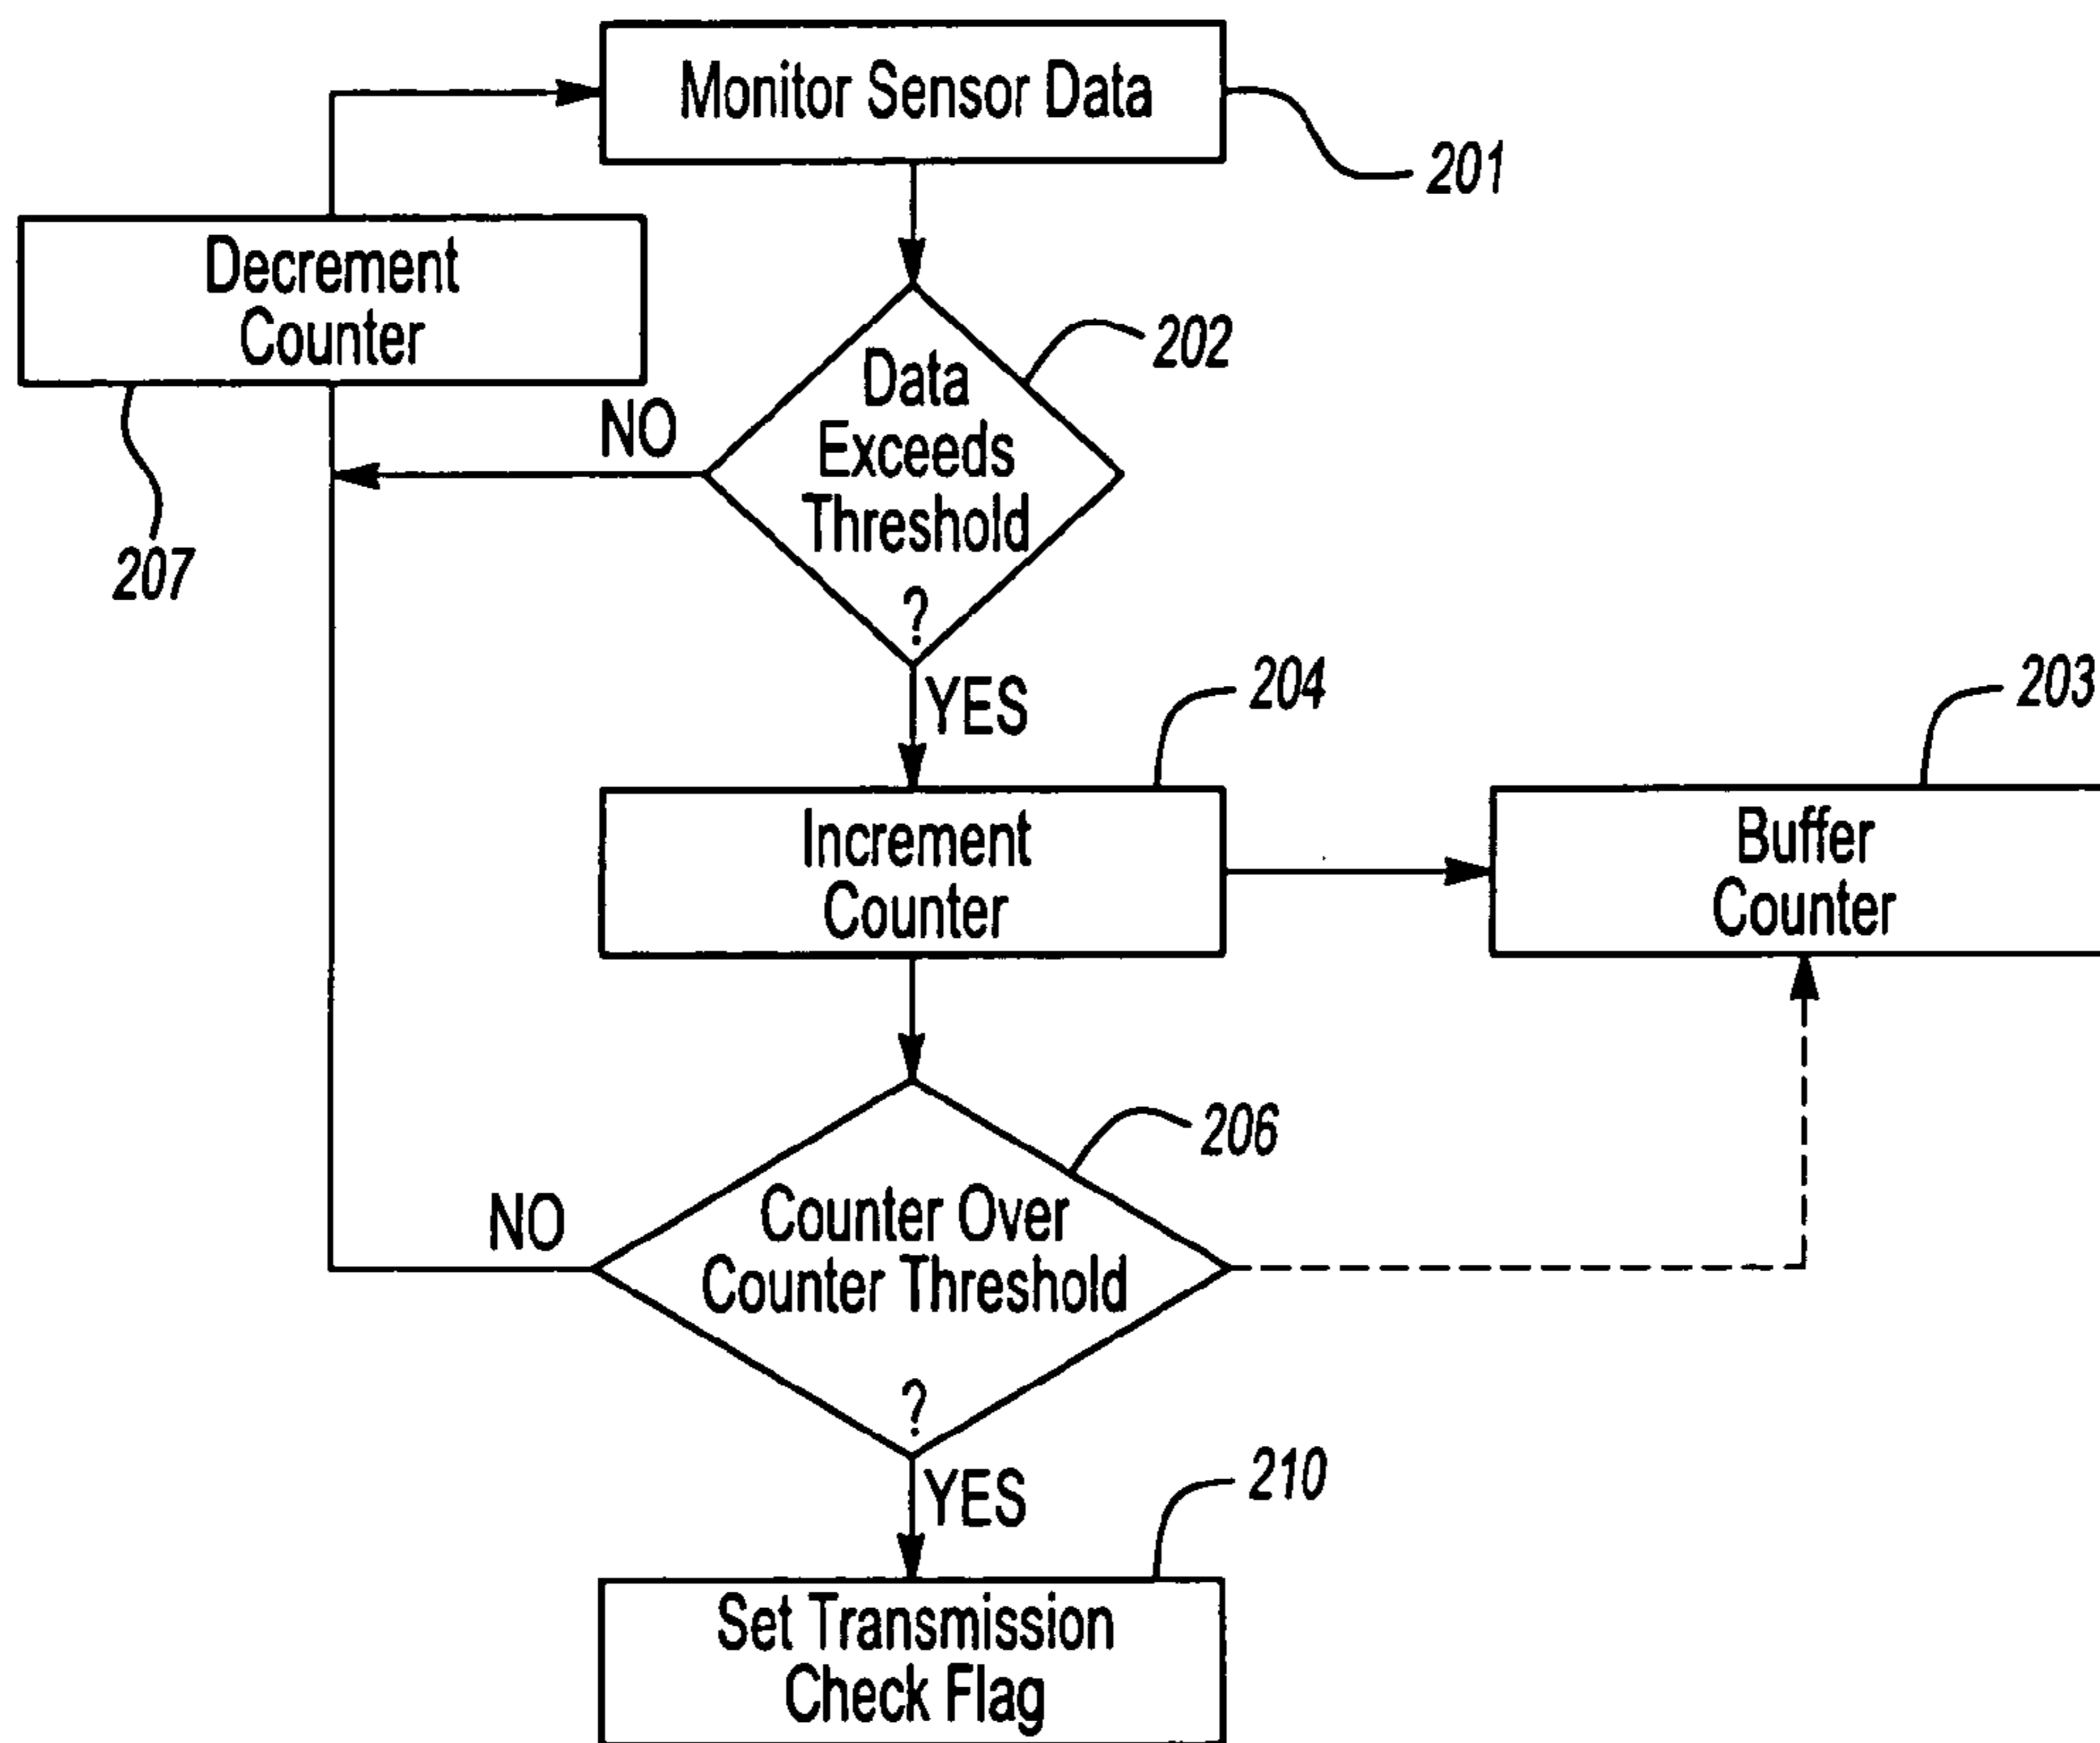 Monitor Sensor Data
201
Decrement
Counter
207
202
Data
Exceeds
Threshold
?
NO
YES
204
203
Increment
Counter
Buffer
Counter
206
NO
Counter Over
Counter Threshold
?
YES
210
Set Transmission
Check Flag